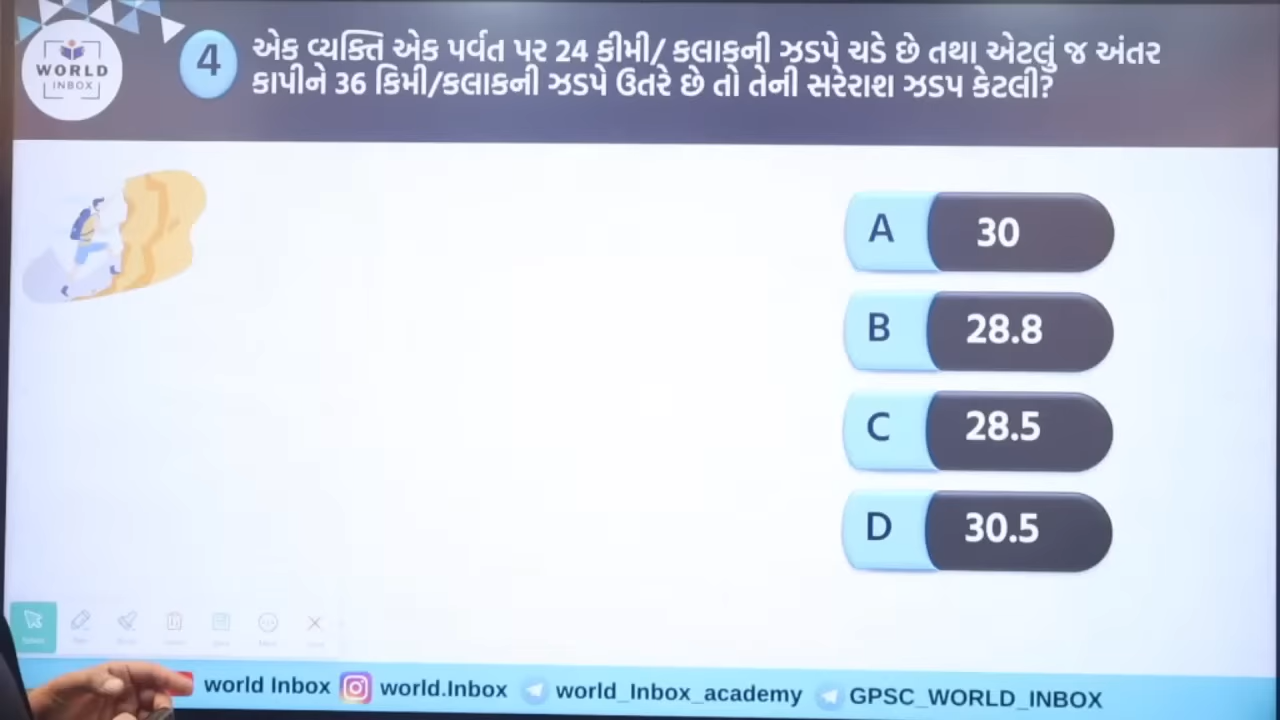 WORLD
INBOX
4
એક વ્યક્તિ એક પર્વત પર 24 કીમી/ કલાકની ઝડપે ચડે છે તથા એટલું જ અંતર
કાપીને 36 કિમી/કલાકની ઝડપે ઉતરે છે તો તેની સરેરાશ ઝડપ કેટલી?
A 30
B 28.8
C 28.5
D 30.5
world Inbox world.Inbox world_Inbox_academy GPSC_WORLD_INBOX